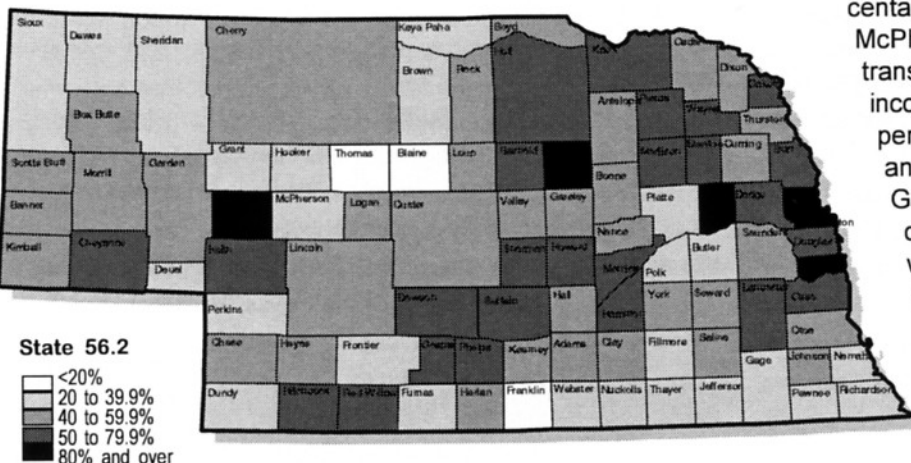 Sioux
Dawes
Sheridan
Cherry
Keya Paha
Boyd
Brown
Rock
Holt
Knox
Cedar
Dixon
Box Butte
Antelope
Pierce
Wayne
Thurston
Scotts Bluff
Morrill
Garden
Grant
Hooker
Thomas
Blaine
Loup
Garfield
Madison
Stanton
Cuming
Burt
Banner
McPherson
Logan
Custer
Valley
Greeley
Boone
Platte
Dodge
Kimball
Cheyenne
Deuel
Keith
Lincoln
Sherman
Howard
Nance
Merrick
Polk
Butler
Saunders
Douglas
ton
Perkins
Dawson
Buffalo
Hall
Hamilton
York
Seward
Lancaster
Cass
Otoe
Chase
Hayes
Frontier
Gosper
Phelps
Kearney
Adams
Clay
Fillmore
Saline
Gage
Johnson
Nemaha
Dundy
Hitchcock
Red Willow
Furnas
Harlan
Franklin
Webster
Nuckolls
Thayer
Jefferson
Pawnee
Richardson
State 56.2
<20%
20 to 39.9%
40 to 59.9%
50 to 79.9%
80% and over
centa
McPh
trans
inco
per
an
G